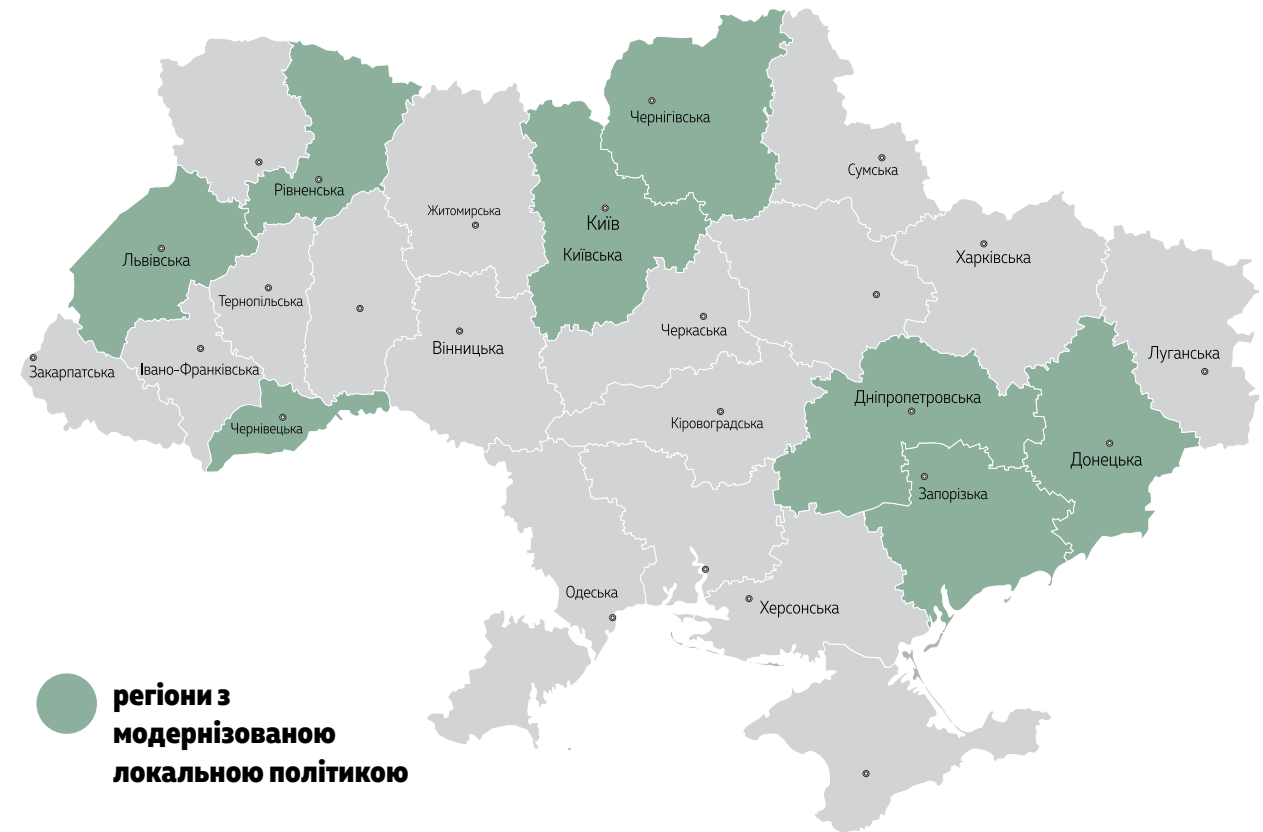 Чернігівська
Сумська
Рівненська
Житомирська
Київ
Київська
Львівська
Харківська
Тернопільська
Черкаська
Вінницька
Луганська
Закарпатська
Івано-Франківська
Дніпропетровська
Чернівецька
Кіровоградська
Донецька
Запорізька
Одеська
Херсонська
регіони з
модернізованою
локальною політикою